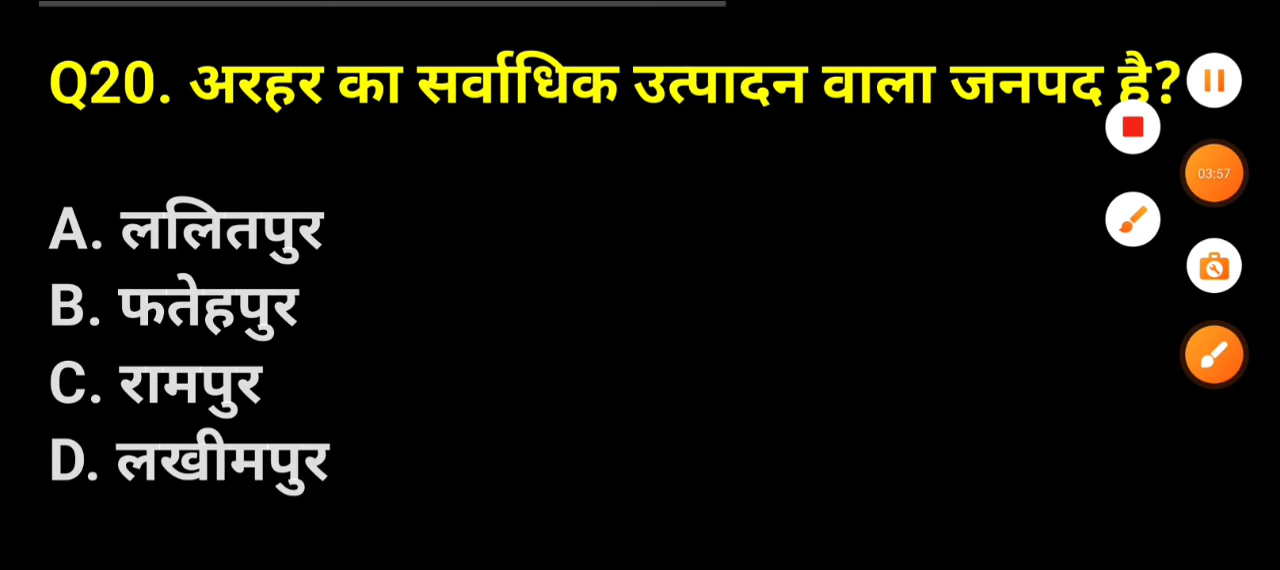 Q20. अरहर का सर्वाधिक उत्पादन वाला जनपद है?
03:57
A. ललितपुर
B. फतेहपुर
C. रामपुर
D. लखीमपुर